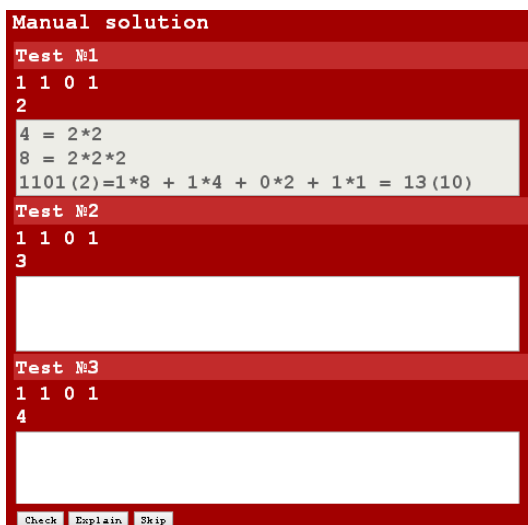 Manual solution
Test №1
1 1 0 1
2
4 = 2*2
8 = 2*2*2
1101(2)=1*8 + 1*4 + 0*2 + 1*1 = 13(10)
Test №2
1 1 0 1
3
Test №3
1 1 0 1
4
Check Explain Skip